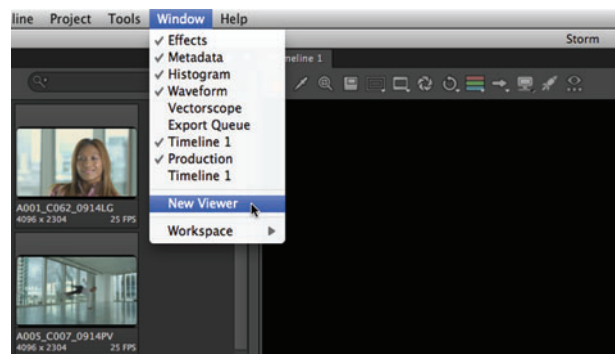 line Project Tools Window Help
Storm
Effects
Metadata
Histogram
Waveform
Vectorscope
Export Queue
Timeline 1
Production
Timeline 1
New Viewer
Workspace
neline 1
A001_C062_0914LG
4096 x 2304 25 FPS
A005_C007_0914PV
4096 x 2304 25 FPS